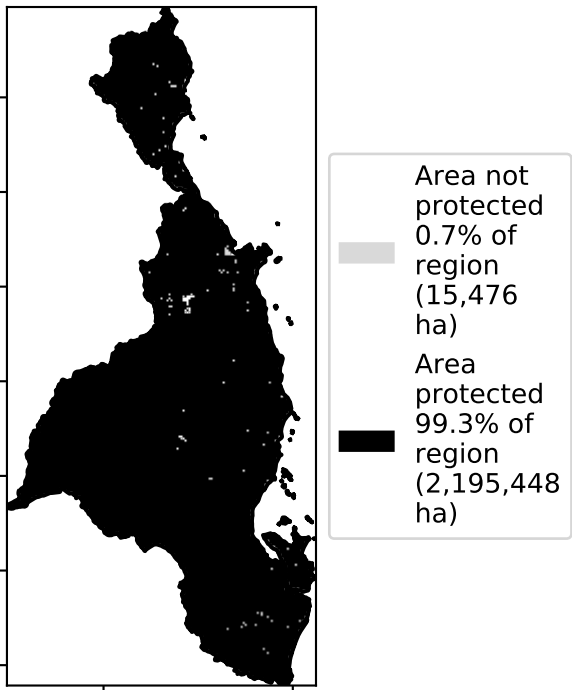 Area not
protected
0.7% of
region
(15,476
ha)
Area
protected
99.3% of
region
(2,195,448
ha)